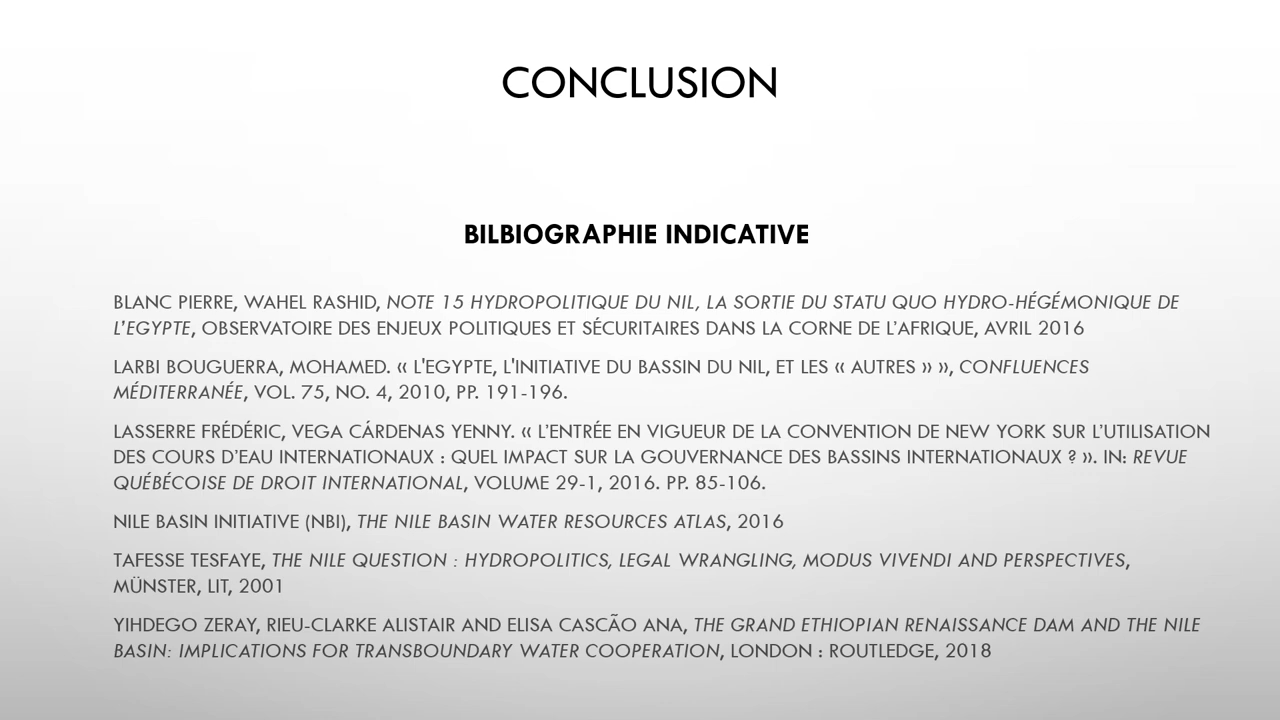 CONCLUSION
BILBIOGRAPHIE INDICATIVE
BLANC PIERRE, WAHEL RASHID, NOTE 15 HYDROPOLITIQUE DU NIL, LA SORTIE DU STATU QUO HYDRO-HÉGÉMONIQUE DE
L'EGYPTE, OBSERVATOIRE DES ENJEUX POLITIQUES ET SÉCURITAIRES DANS LA CORNE DE L'AFRIQUE, AVRIL 2016
LARBI BOUGUERRA, MOHAMED. « L'EGYPTE, L'INITIATIVE DU BASSIN DU NIL, ET LES « AUTRES » », CONFLUENCES
MÉDITERRANÉE, VOL. 75, NO. 4, 2010, PP. 191-196.
LASSERRE FRÉDÉRIC, VEGA CÁRDENAS YENNY. « L'ENTRÉE EN VIGUEUR DE LA CONVENTION DE NEW YORK SUR L'UTILISATION
DES COURS D'EAU INTERNATIONAUX : QUEL IMPACT SUR LA GOUVERNANCE DES BASSINS INTERNATIONAUX ? ». IN: REVUE
QUÉBÉCOISE DE DROIT INTERNATIONAL, VOLUME 29-1, 2016. PP. 85-106.
NILE BASIN INITIATIVE (NBI), THE NILE BASIN WATER RESOURCES ATLAS, 2016
TAFESSE TESFAYE, THE NILE QUESTION : HYDROPOLITICS, LEGAL WRANGLING, MODUS VIVENDI AND PERSPECTIVES,
MÜNSTER, LIT, 2001
YIHDEGO ZERAY, RIEU-CLARKE ALISTAIR AND ELISA CASCÃO ANA, THE GRAND ETHIOPIAN RENAISSANCE DAM AND THE NILE
BASIN: IMPLICATIONS FOR TRANSBOUNDARY WATER COOPERATION, LONDON : ROUTLEDGE, 2018